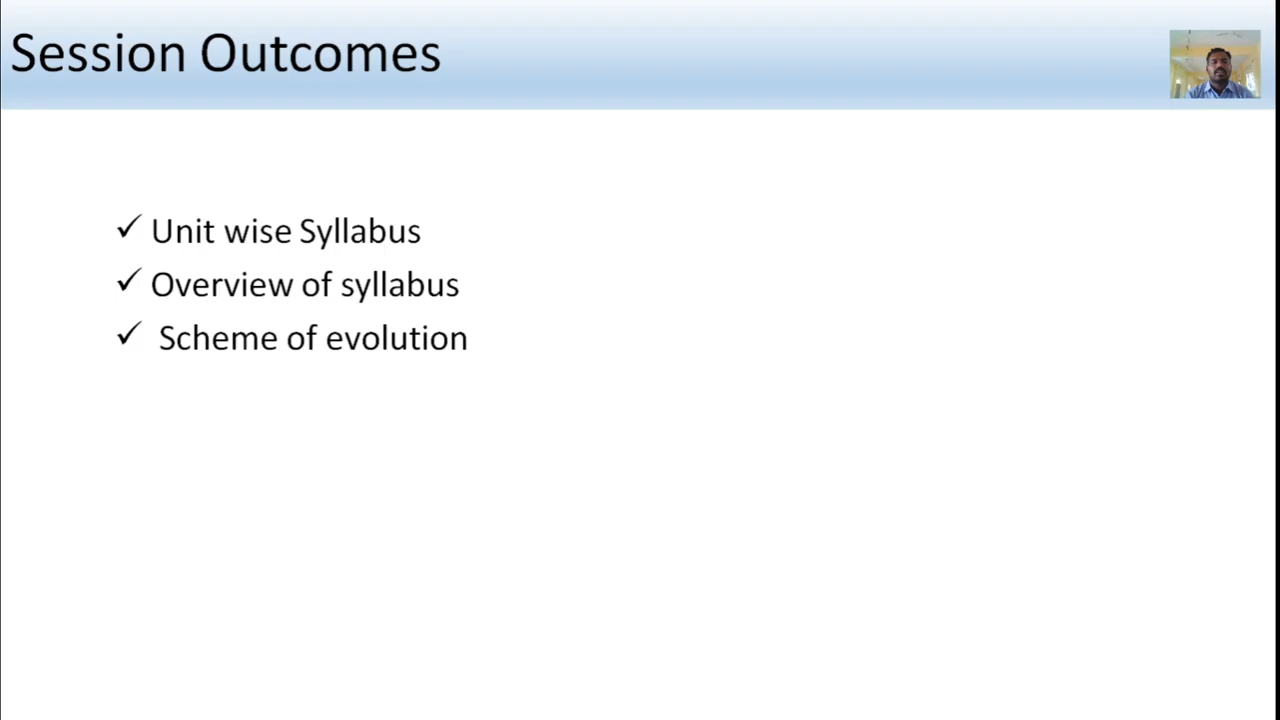 Session Outcomes
✓ Unit wise Syllabus
✓ Overview of syllabus
✓ Scheme of evolution